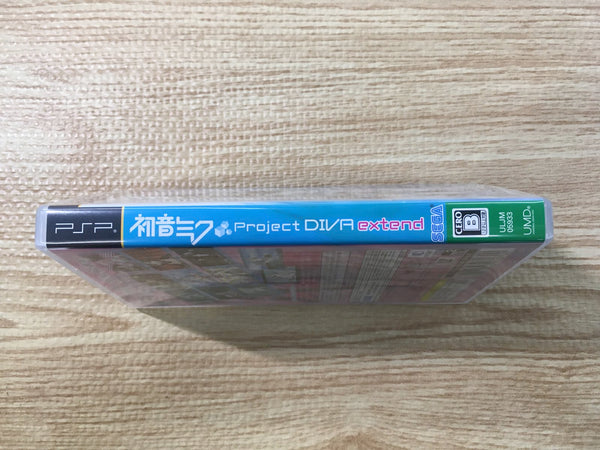 PSP®
初音ミク Project DIVA extend
SEGA
CERO
B
ULJM
05933
UMD®